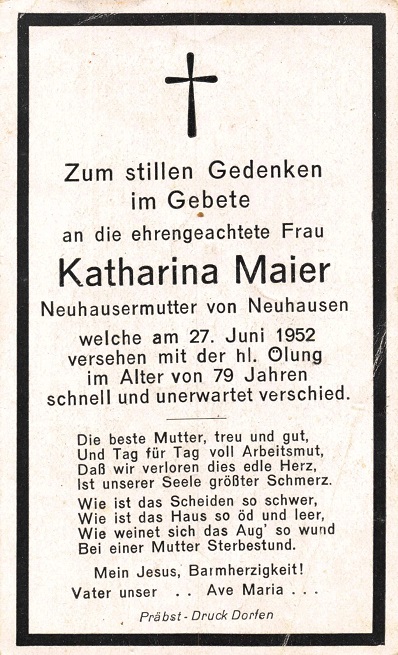 Zum stillen Gedenken
im Gebete
an die ehrengeachtete Frau
Katharina Maier
Neuhausermutter von Neuhausen
welche am 27. Juni 1952
versehen mit der hl. Ölung
im Alter von 79 Jahren
schnell und unerwartet verschied.
Die beste Mutter, treu und gut,
Und Tag für Tag voll Arbeitsmut,
Daß wir verloren dies edle Herz,
Ist unserer Seele größter Schmerz.
Wie ist das Scheiden so schwer,
Wie ist das Haus so öd und leer,
Wie weinet sich das Aug' so wund
Bei einer Mutter Sterbestund.
Mein Jesus, Barmherzigkeit!
Vater unser . . Ave Maria . . .
Präbst-Druck Dorfen